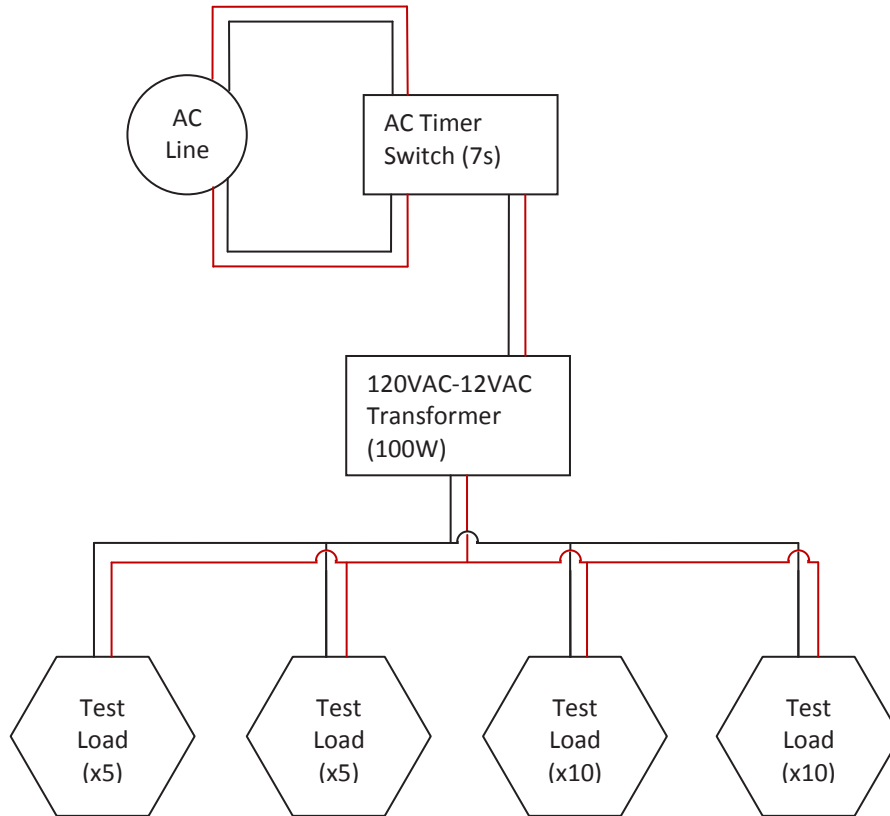 AC
Line
AC Timer
Switch (7s)
120VAC-12VAC
Transformer
(100W)
Test
Load
(x5)
Test
Load
(x5)
Test
Load
(x10)
Test
Load
(x10)